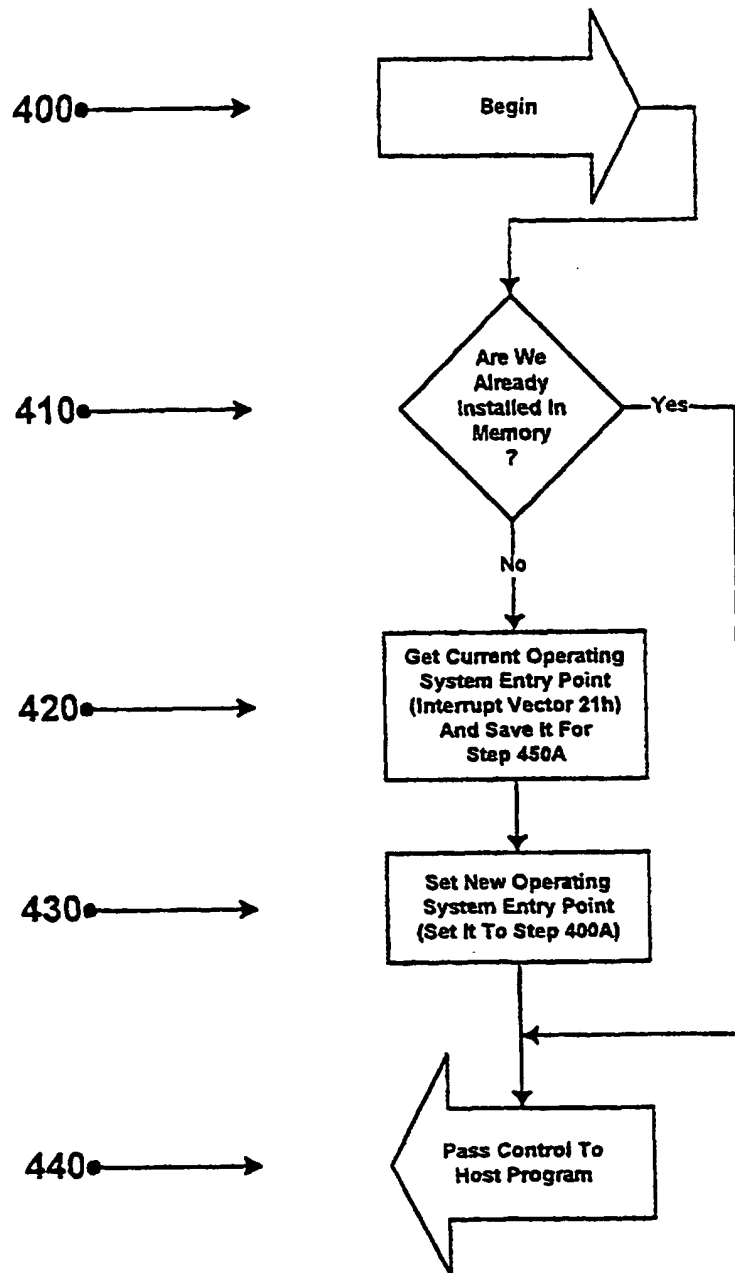 400
Begin
410
Are We
Already
Installed In
Memory
?
Yes
No
420
Get Current Operating
System Entry Point
(Interrupt Vector 21h)
And Save It For
Step 450A
430
Set New Operating
System Entry Point
(Set It To Step 400A)
440
Pass Control To
Host Program